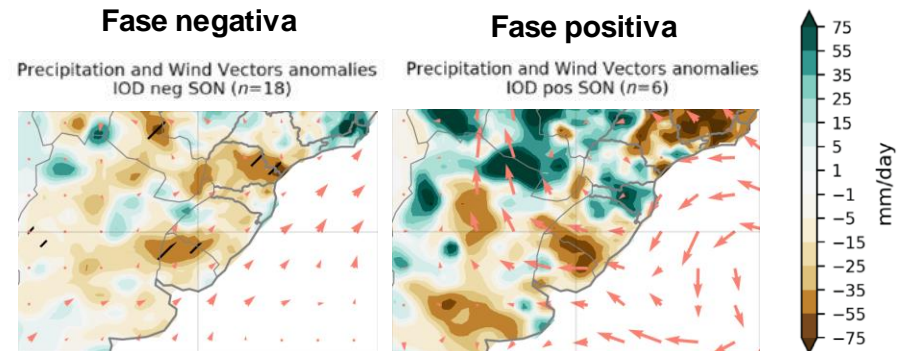 Fase negativa
Precipitation and Wind Vectors anomalies
IOD neg SON (n=18)
Fase positiva
Precipitation and Wind Vectors anomalies
IOD pos SON (n=6)
75
55
35
25
15
5
1
−1
−5
−15
−25
−35
−55
−75
mm/day